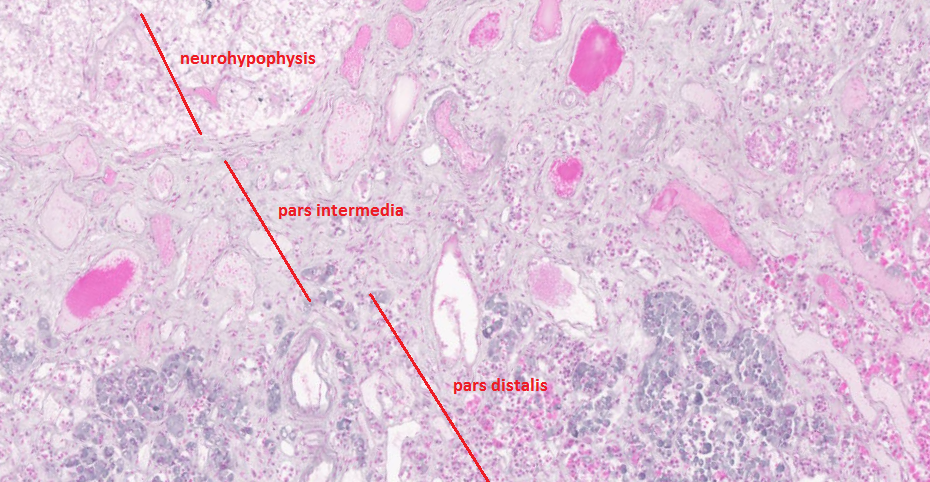 neurohypophysis
pars intermedia
pars distalis